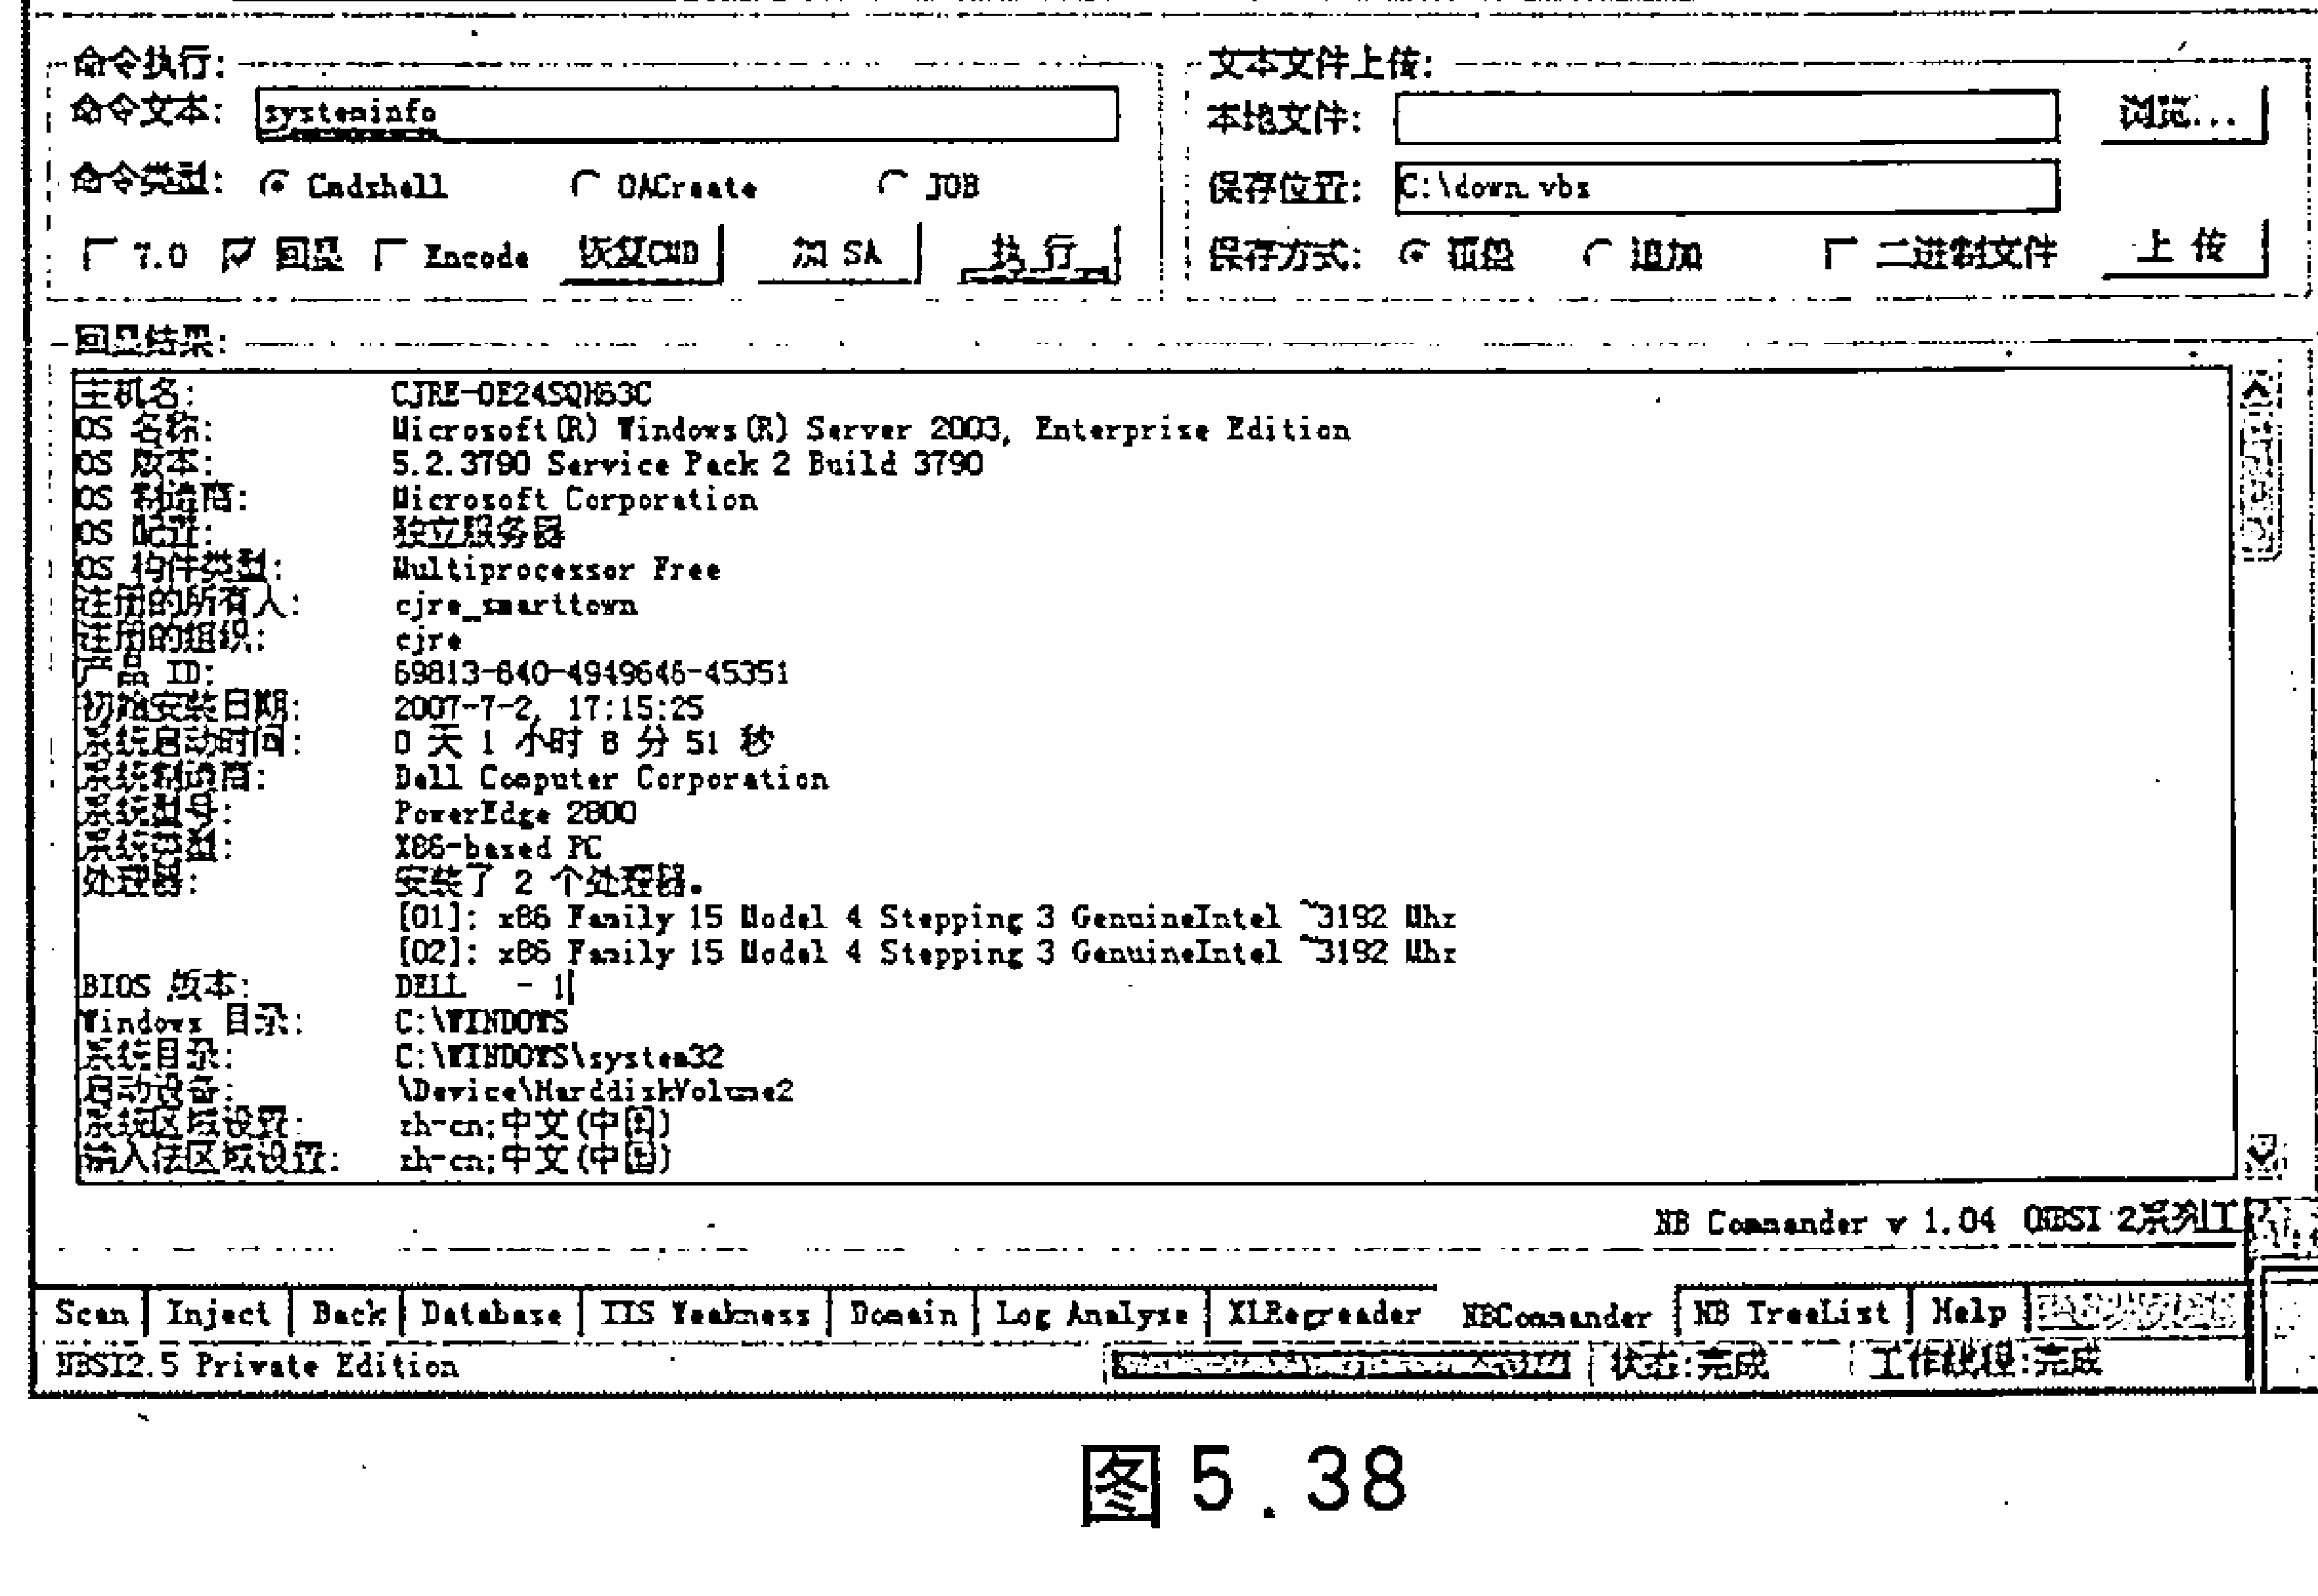 命令执行:
命令文本: systeminfo
命令类型: Cmdshell OACreate JOB
7.0 回显 Encode 恢复CMD 加 SA 执 行
文本文件上传:
本地文件: 浏览...
保存位置: C:\down.vbs
保存方式: 覆盖 追加 二进制文件 上 传
回显结果:
主机名: CJRE-0E24SQH63C
OS 名称: Microsoft(R) Windows(R) Server 2003, Enterprise Edition
OS 版本: 5.2.3790 Service Pack 2 Build 3790
OS 制造商: Microsoft Corporation
OS 配置: 独立服务器
OS 构件类型: Multiprocessor Free
注册的所有人: cjre_smarttown
注册的组织: cjre
产品 ID: 69813-640-4949646-45351
初始安装日期: 2007-7-2, 17:15:25
系统启动时间: 0 天 1 小时 8 分 51 秒
系统制造商: Dell Computer Corporation
系统型号: PowerEdge 2800
系统类型: X86-based PC
处理器: 安装了 2 个处理器。
[01]: x86 Family 15 Model 4 Stepping 3 GenuineIntel ~3192 Mhz
[02]: x86 Family 15 Model 4 Stepping 3 GenuineIntel ~3192 Mhz
BIOS 版本: DELL - 1
Windows 目录: C:\WINDOWS
系统目录: C:\WINDOWS\system32
启动设备: \Device\HarddiskVolume2
系统区域设置: zh-cn;中文(中国)
输入法区域设置: zh-cn;中文(中国)
NB Commander v 1.04 (NBSI 2系列工
Scan Inject Back Database IIS Weakness Domain Log Analyse XLRegreader NBCommander NB TreeList Help
NBSI2.5 Private Edition 状态:完成 工作线程:完成
图 5.38